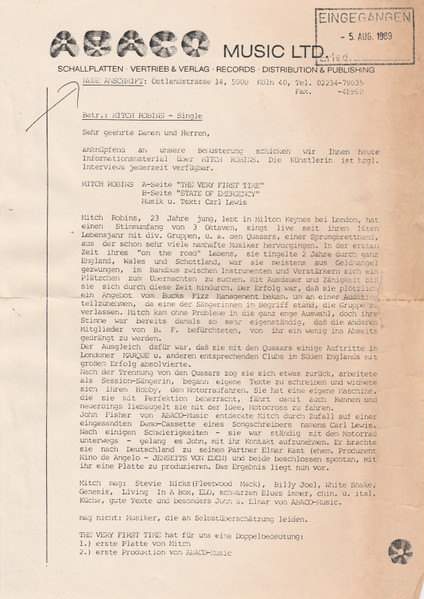 ABACO MUSIC LTD.
EINGEGANGEN
- 5. AUG. 1989
Erled.
SCHALLPLATTEN · VERTRIEB & VERLAG · RECORDS · DISTRIBUTION & PUBLISHING
NEUE ANSCHRIFT: Ostlandstrasse 14, 5000 Köln 40, Tel. 02234-79035
Fax. -48960
Betr.: MITCH ROBINS - Single
Sehr geehrte Damen und Herren,
anknüpfend an unsere Bemusterung schicken wir Ihnen heute
Informationsmaterial über MITCH ROBINS. Die Künstlerin ist bzgl.
Interviews jederzeit verfügbar.
MITCH ROBINS A-Seite "THE VERY FIRST TIME"
B-Seite "STATE OF EMERGENCY"
Musik u. Text: Carl Lewis
Mitch Robins, 23 Jahre jung, lebt in Milton Keynes bei London, hat
einen Stimmumfang von 3 Oktaven, singt live seit ihrem 16ten
Lebensjahr mit div. Gruppen, u. a. den Quasars, einer Sprungbrettband,
aus der schon sehr viele namhafte Musiker hervorgingen. In der ersten
Zeit ihres "on the road" Lebens, sie tingelte 2 Jahre durch ganz
England, Wales und Schottland, war sie meistens aus Geldmangel
gezwungen, im Bandbus zwischen Instrumenten und Verstärkern sich ein
Plätzchen zum Übernachten zu suchen. Mit Ausdauer und Zähigkeit biß
sie sich durch diese Zeit hindurch. Der Erfolg war, daß sie plötzlich
ein Angebot vom Bucks Fizz Management bekam, um an einer Audition
teilzunehmen, da eine der Sängerinnen im Begriff stand, die Gruppe zu
verlassen. Mitch kam ohne Probleme in die ganz enge Auswahl, doch ihre
Stimme war bereits damals so sehr eigenständig, daß die anderen
Mitglieder von B. F. befürchteten, von ihr ein wenig ins Abseits
gedrängt zu werden.
Der Ausgleich dafür war, daß sie mit den Quasars einige Auftritte in
Londoner MARQUE u. anderen entsprechenden Clubs in Süden Englands mit
großem Erfolg absolvierte.
Nach der Trennung von den Quasars zog sie sich etwas zurück, arbeitete
als Session-Sängerin, begann eigene Texte zu schreiben und widmete
sich ihrem Hobby, dem Motorradfahren. Sie hat eine eigene Maschine,
die sie mit Perfektion beherrscht, fährt damit auch Rennen und
neuerdings liebäugelt sie mit der Idee, Motocross zu fahren.
John Fisher von ABACO-Music entdeckte Mitch durch Zufall auf einer
eingesandten Demo-Cassette eines Songschreibers namens Carl Lewis.
Nach einigen Schwierigkeiten - sie war ständig mit dem Motorrad
unterwegs - gelang es John, mit ihr Kontakt aufzunehmen. Er brachte
sie nach Deutschland zu seinem Partner Elmar Kast (ehem. Produzent
Nino de Angelo - JENSEITS VON EDEN) und beide beschlossen spontan, mit
ihr eine Platte zu produzieren. Das Ergebnis liegt nun vor.
Mitch mag: Stevie Nicks(Fleetwood Mack), Billy Joel, White Snake,
Genesis, Living In A box, ELO, schwarzen Blues immer, chin. u. ital.
Küche, gute Texte und besonders John u. Elmar von ABACO-Music.
mag nicht: Musiker, die an Selbstüberschätzung leiden.
THE VERY FIRST TIME hat für uns eine Doppelbedeutung:
1.) erste Platte von Mitch
2.) erste Produktion von ABACO-Music